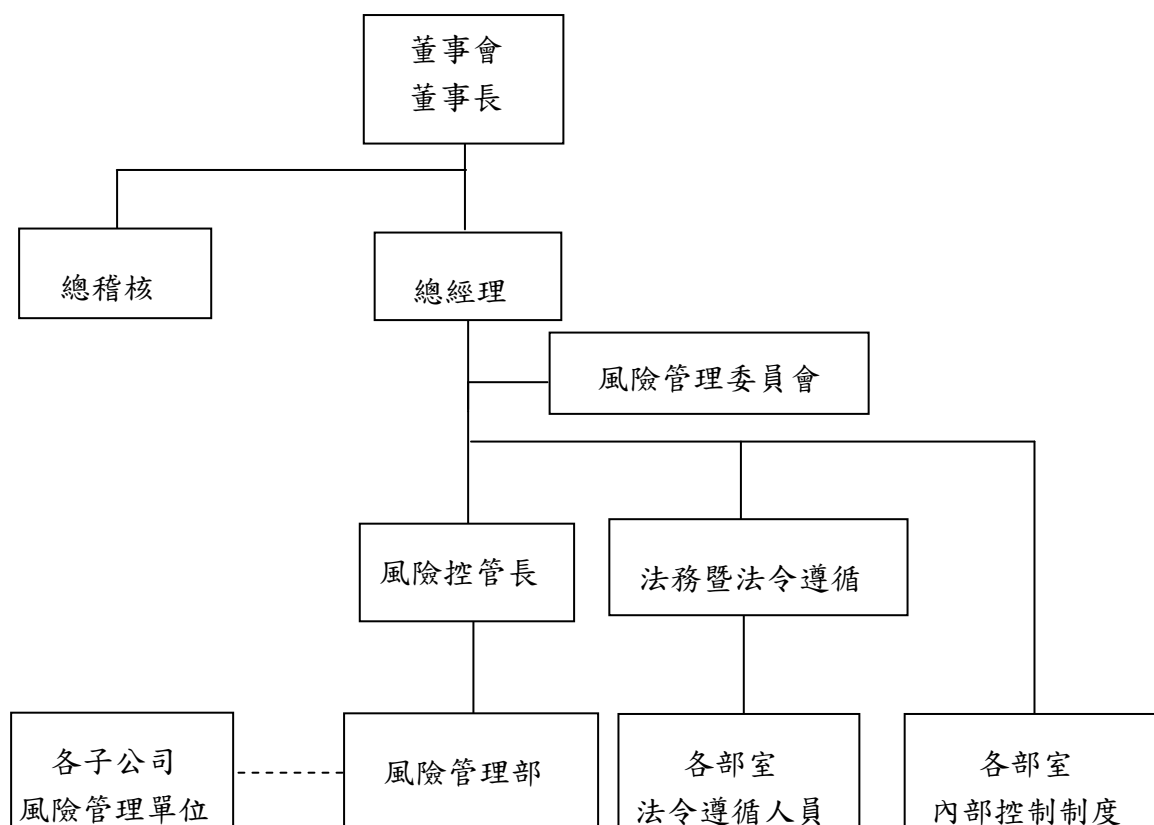 董事會
董事長
總稽核
總經理
風險管理委員會
風險控管長
法務暨法令遵循
各子公司
風險管理單位
風險管理部
各部室
法令遵循人員
各部室
內部控制制度